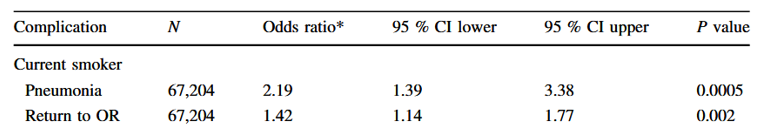 Complication N Odds ratio* 95 % CI lower 95 % CI upper P value
Current smoker
Pneumonia 67,204 2.19 1.39 3.38 0.0005
Return to OR 67,204 1.42 1.14 1.77 0.002